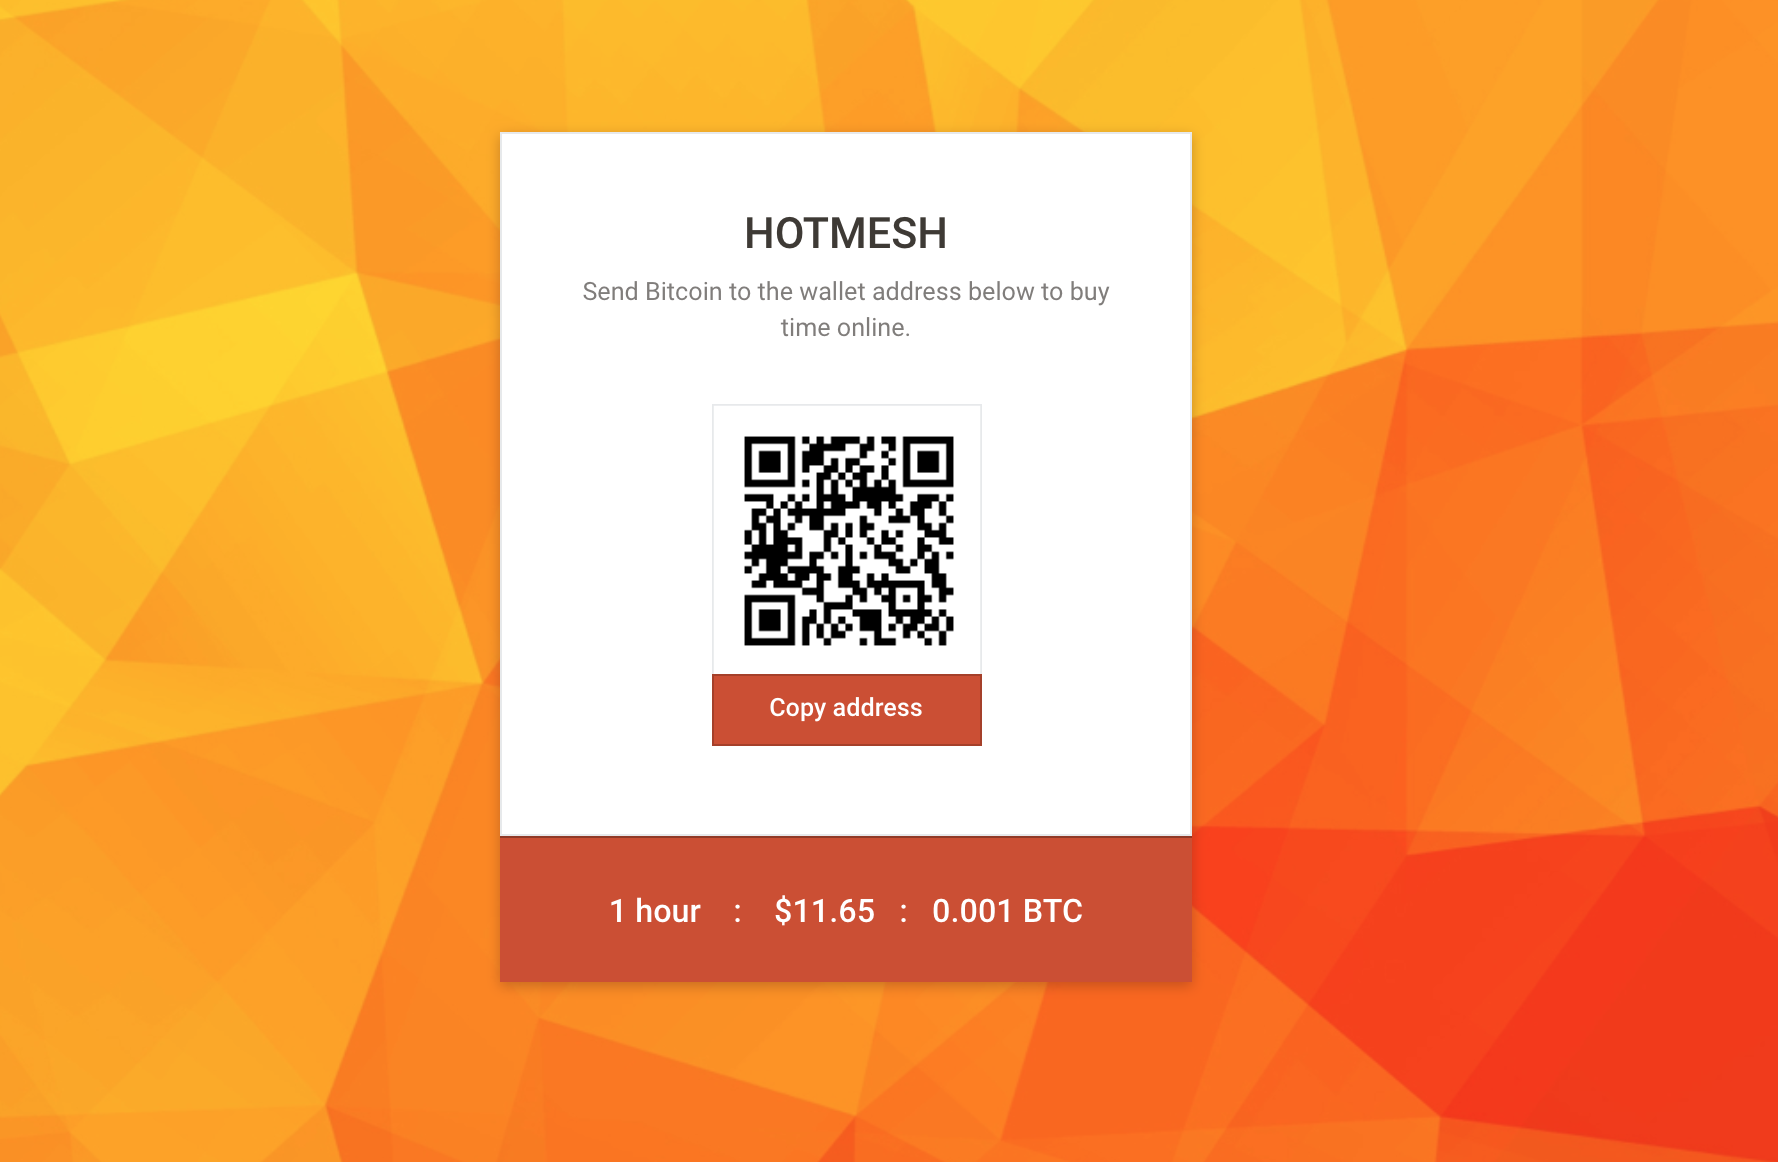 HOTMESH
Send Bitcoin to the wallet address below to buy
time online.
Copy address
1 hour : $11.65 : 0.001 BTC